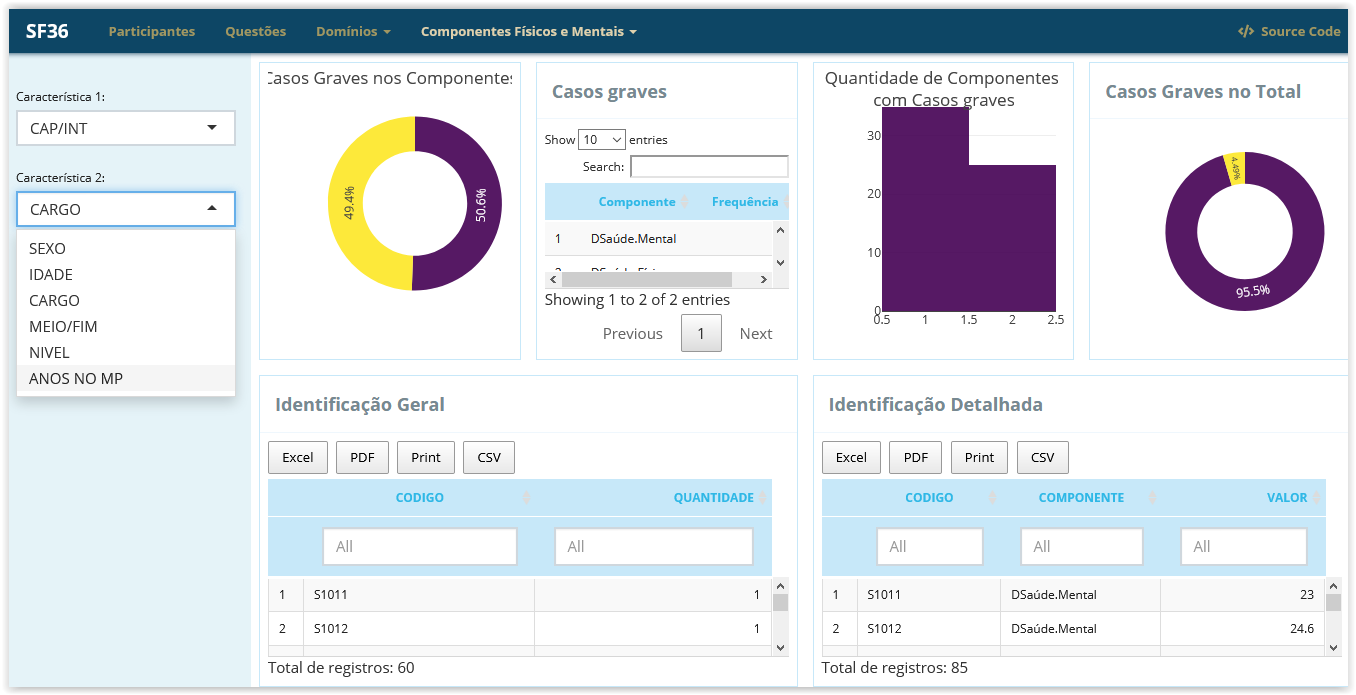 SF36 Participantes Questões Domínios Componentes Físicos e Mentais </> Source Code
Característica 1:
CAP/INT
Característica 2:
CARGO
SEXO
IDADE
CARGO
MEIO/FIM
NIVEL
ANOS NO MP
Casos Graves nos Componentes
49.4%
50.6%
Casos graves
Show 10 entries
Search:
Componente Frequência
1 DSaúde.Mental
Showing 1 to 2 of 2 entries
Previous 1 Next
Quantidade de Componentes
com Casos graves
30
20
10
0
0.5 1 1.5 2 2.5
Casos Graves no Total
4.49%
95.5%
Identificação Geral
Excel PDF Print CSV
CODIGO QUANTIDADE
All All
1 S1011 1
2 S1012 1
Total de registros: 60
Identificação Detalhada
Excel PDF Print CSV
CODIGO COMPONENTE VALOR
All All All
1 S1011 DSaúde.Mental 23
2 S1012 DSaúde.Mental 24.6
Total de registros: 85